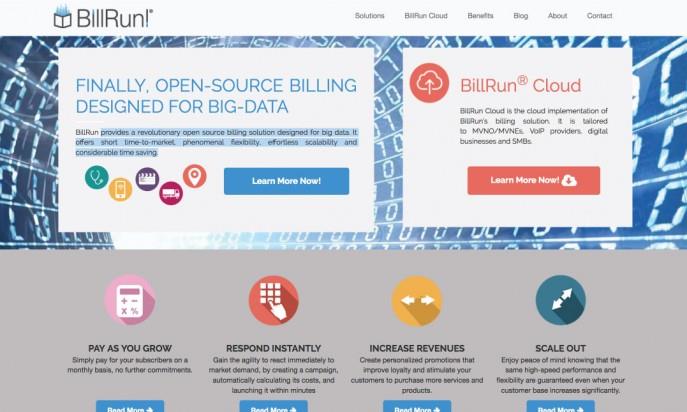 BillRun!®
Solutions
BillRun Cloud
Benefits
Blog
About
Contact
FINALLY, OPEN-SOURCE BILLING
DESIGNED FOR BIG-DATA
BillRun provides a revolutionary open source billing solution designed for big data. It
offers short time-to-market, phenomenal flexibility, effortless scalability and
considerable time saving.
Learn More Now!
BillRun® Cloud
BillRun Cloud is the cloud implementation of
BillRun's billing solution. It is tailored
to MVNO/MVNEs, VoIP providers, digital
businesses and SMBs.
Learn More Now!
PAY AS YOU GROW
Simply pay for your subscribers on a
monthly basis, no further commitments.
Read More
RESPOND INSTANTLY
Gain the agility to react immediately to
market demand, by creating a campaign,
automatically calculating its costs, and
launching it within minutes
Read More
INCREASE REVENUES
Create personalized promotions that
improve loyalty and stimulate your
customers to purchase more services and
products.
Read More
SCALE OUT
Enjoy peace of mind knowing that the
same high-speed performance and
flexibility are guaranteed even when your
customer base increases significantly.
Read More